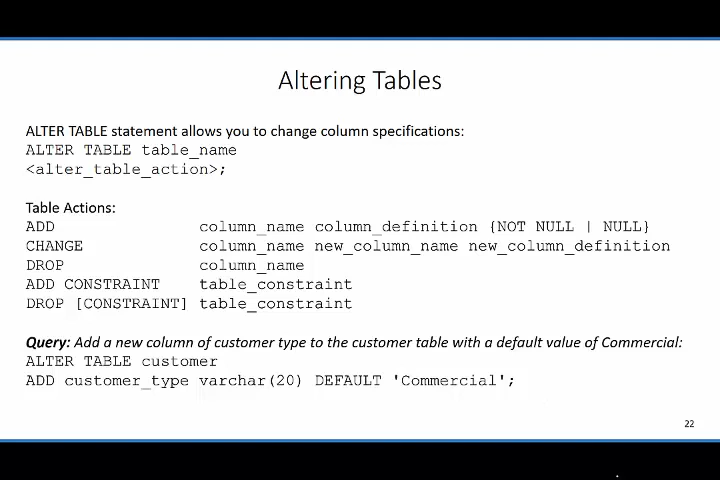 Altering Tables
ALTER TABLE statement allows you to change column specifications:
ALTER TABLE table_name
<alter_table_action>;
Table Actions:
ADD column_name column_definition {NOT NULL | NULL}
CHANGE column_name new_column_name new_column_definition
DROP column_name
ADD CONSTRAINT table_constraint
DROP [CONSTRAINT] table_constraint
Query: Add a new column of customer type to the customer table with a default value of Commercial:
ALTER TABLE customer
ADD customer_type varchar(20) DEFAULT 'Commercial';
22